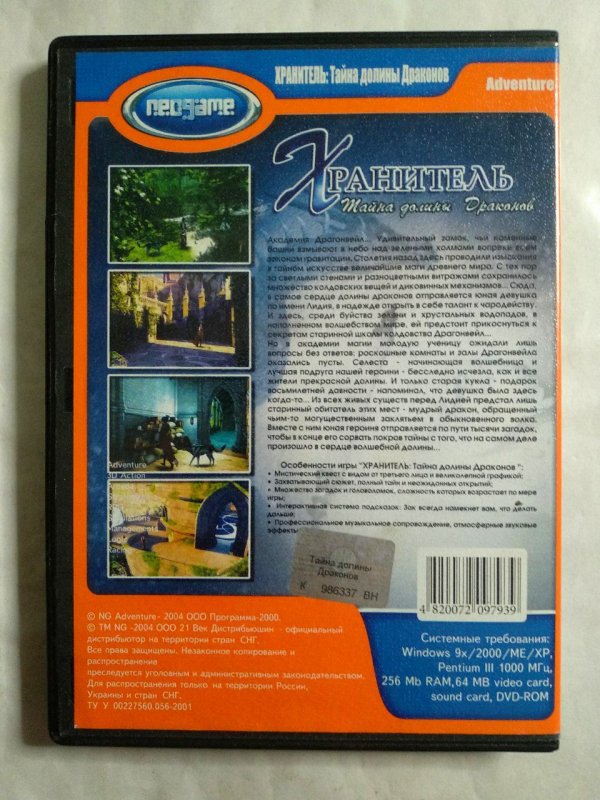 ХРАНИТЕЛЬ: Тайна долины Драконов
Adventure
neogame
ХРАНИТЕЛЬ
Тайна долины Драконов
Академия Драгонвейл... Удивительный замок, чьи каменные
башни взмывают в небо над зелеными холмами вопреки всем
законам гравитации. Столетия назад здесь проводили изыскания
в тайном искусстве величайшие маги древнего мира. С тех пор
за светлыми стенами и разноцветными витражами сохранилось
множество колдовских вещей и диковинных механизмов... Сюда,
в самое сердце долины драконов отправляется юная девушка
по имени Лидия, в надежде открыть в себе талант к чародейству.
И здесь, среди буйства зелени и хрустальных водопадов, в
наполненном волшебством мире, ей предстоит прикоснуться к
секретам старинной школы колдовства Драгонвейл...
Но в академии магии молодую ученицу ожидали лишь
вопросы без ответов: роскошные комнаты и залы Драгонвейла
оказались пусты. Селеста - начинающая волшебница и
лучшая подруга нашей героини - бесследно исчезла, как и все
жители прекрасной долины. И только старая кукла - подарок
восьмилетней давности - напоминал, что девушка была здесь
когда-то... Из всех живых существ перед Лидией предстал лишь
старинный обитатель этих мест - мудрый дракон, обращенный
чьим-то могущественным заклятьем в обыкновенного волка.
Вместе с ним юная героиня отправляется по пути тысячи загадок,
чтобы в конце его сорвать покров тайны с того, что на самом деле
произошло в сердце волшебной долины...
Особенности игры "ХРАНИТЕЛЬ: Тайна долины Драконов ":
• Мистический квест с видом от третьего лица и великолепной графикой;
• Захватывающий сюжет, полный тайн и неожиданных открытий;
• Множество загадок и головоломок, сложность которых возрастает по мере
игры;
• Интерактивная система подсказок: Зак всегда намекнет вам, что делать
дальше;
• Профессиональное музыкальное сопровождение, атмосферные звуковые
эффекты
Adventure
3D Action
Managements
Logic
Racing
Тайна долины
Драконов
К 986337 ВН
4 820072 097939
© NG Adventure- 2004 ООО Программа-2000.
© TM NG -2004 ООО 21 Век Дистрибьюшин - официальный
дистрибьютор на территории стран СНГ.
Все права защищены. Незаконное копирование и
распространение
преследуется уголовным и административным законодательством.
Для распространения только на территории России,
Украины и стран СНГ.
ТУ У 00227560.056-2001
Системные требования:
Windows 9x/2000/ME/XP,
Pentium III 1000 МГц,
256 Mb RAM,64 MB video card,
sound card, DVD-ROM